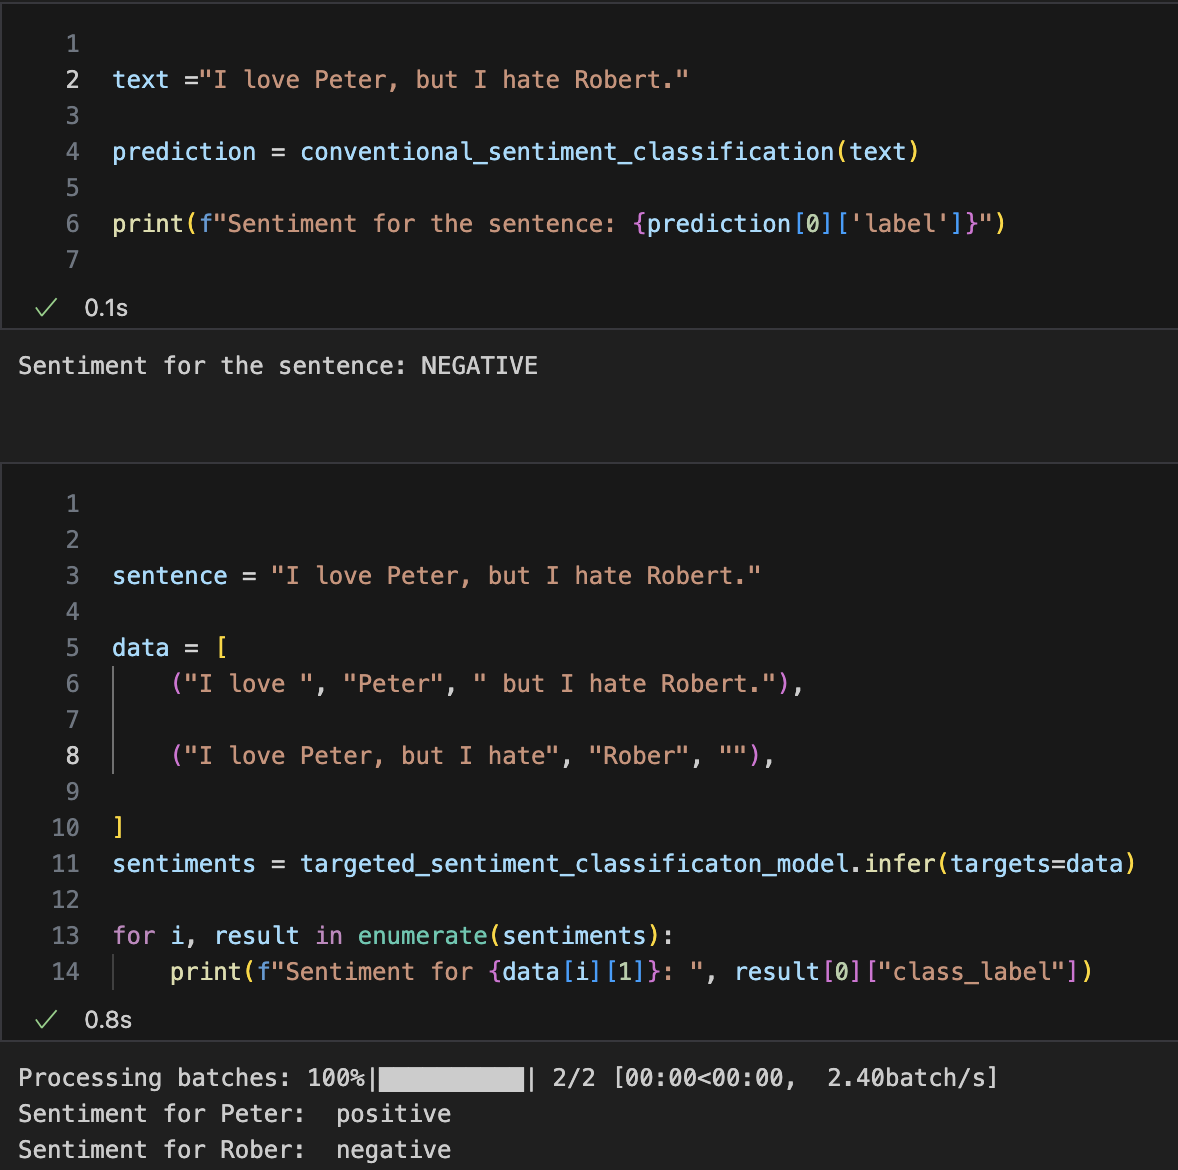 1
2 text ="I love Peter, but I hate Robert."
3
4 prediction = conventional_sentiment_classification(text)
5
6 print(f"Sentiment for the sentence: {prediction[0]['label']}")
7
✓ 0.1s
Sentiment for the sentence: NEGATIVE
1
2
3 sentence = "I love Peter, but I hate Robert."
4
5 data = [
6 ("I love ", "Peter", " but I hate Robert."),
7
8 ("I love Peter, but I hate", "Rober", ""),
9
10 ]
11 sentiments = targeted_sentiment_classificaton_model.infer(targets=data)
12
13 for i, result in enumerate(sentiments):
14 print(f"Sentiment for {data[i][1]}: ", result[0]["class_label"])
✓ 0.8s
Processing batches: 100%|██████████| 2/2 [00:00<00:00, 2.40batch/s]
Sentiment for Peter: positive
Sentiment for Rober: negative